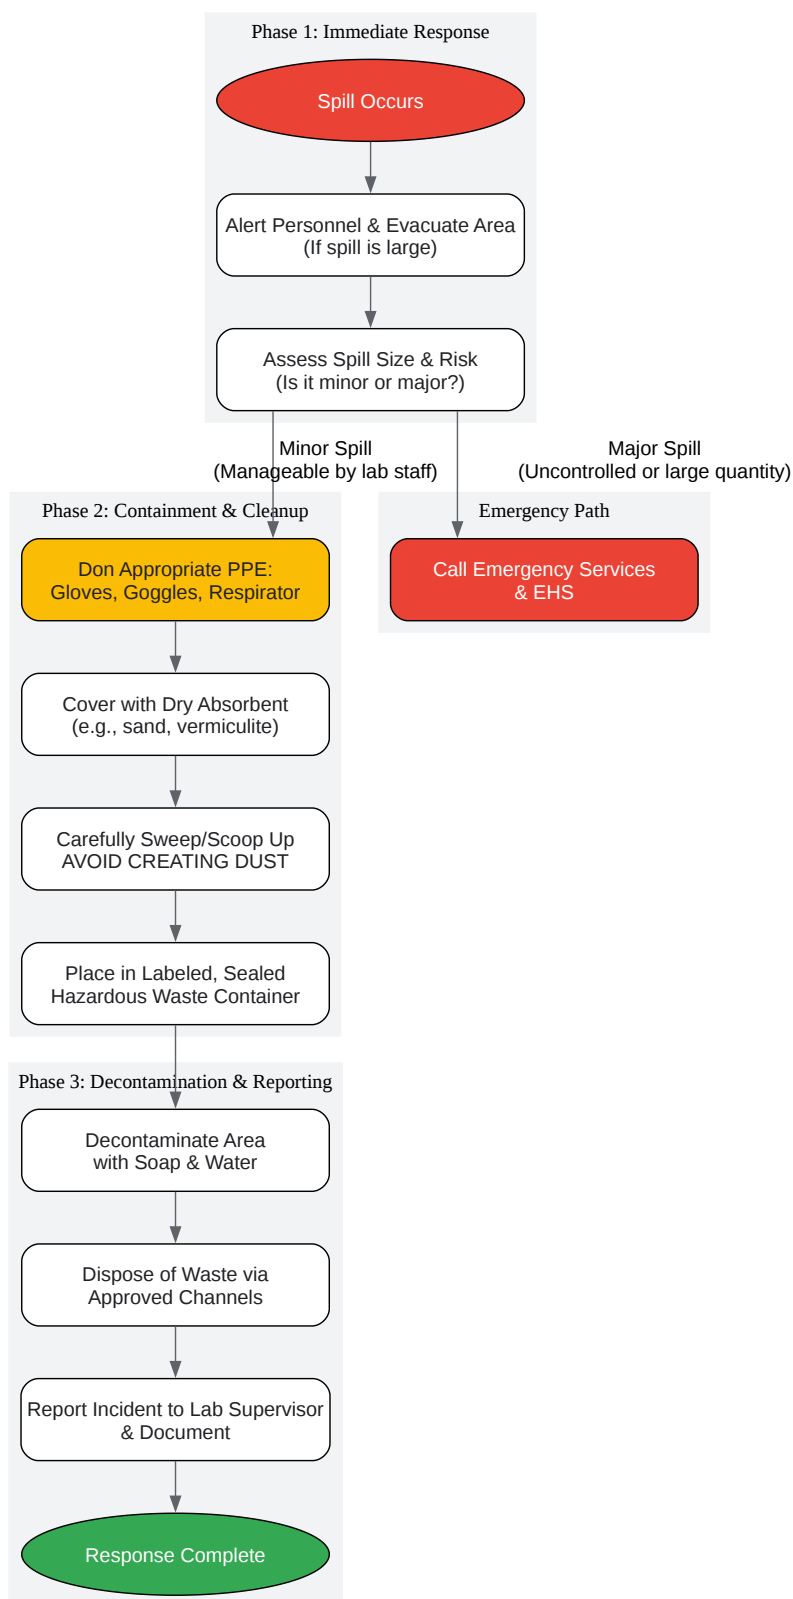 Phase 1: Immediate Response
Spill Occurs
Alert Personnel & Evacuate Area
(If spill is large)
Assess Spill Size & Risk
(Is it minor or major?)
Minor Spill
(Manageable by lab staff)
Major Spill
(Uncontrolled or large quantity)
Phase 2: Containment & Cleanup
Don Appropriate PPE:
Gloves, Goggles, Respirator
Cover with Dry Absorbent
(e.g., sand, vermiculite)
Carefully Sweep/Scoop Up
AVOID CREATING DUST
Place in Labeled, Sealed
Hazardous Waste Container
Emergency Path
Call Emergency Services
& EHS
Phase 3: Decontamination & Reporting
Decontaminate Area
with Soap & Water
Dispose of Waste via
Approved Channels
Report Incident to Lab Supervisor
& Document
Response Complete